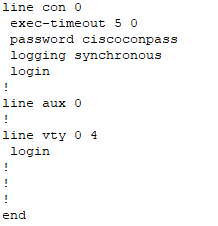 line con 0
 exec-timeout 5 0
 password ciscoconpass
 logging synchronous
 login
!
line aux 0
!
line vty 0 4
 login
!
!
!
end